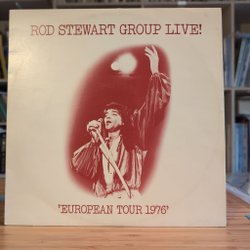 ROD STEWART GROUP LIVE!
'EUROPEAN TOUR 1976'